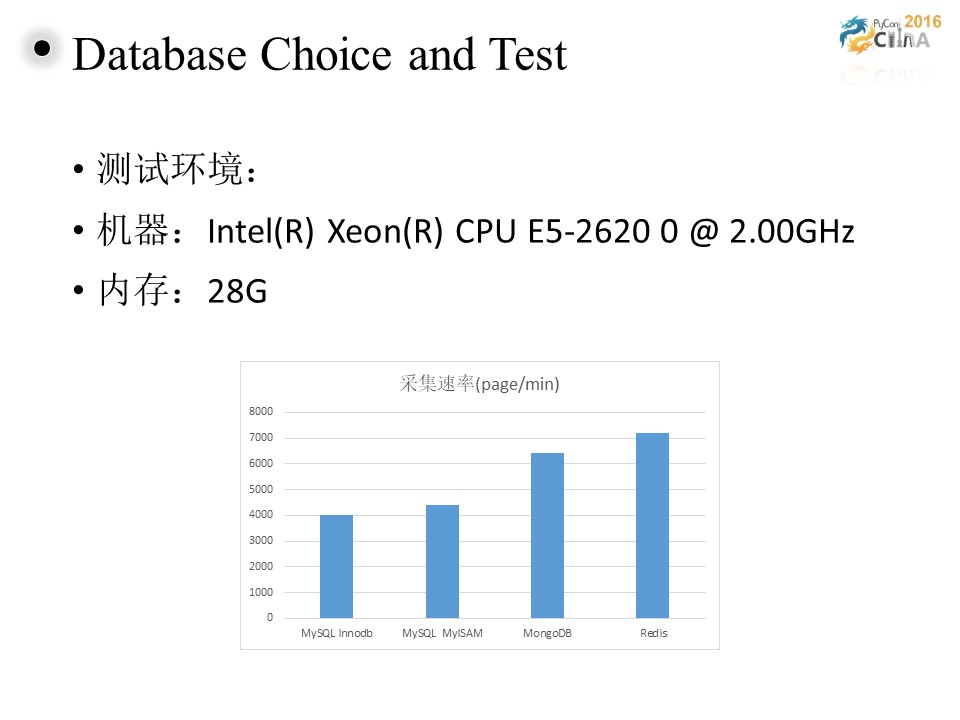 Database Choice and Test
PyCon 2016
China
• 测试环境：
• 机器：Intel(R) Xeon(R) CPU E5-2620 0 @ 2.00GHz
• 内存：28G
采集速率(page/min)
8000
7000
6000
5000
4000
3000
2000
1000
0
MySQL Innodb MySQL MyISAM MongoDB Redis